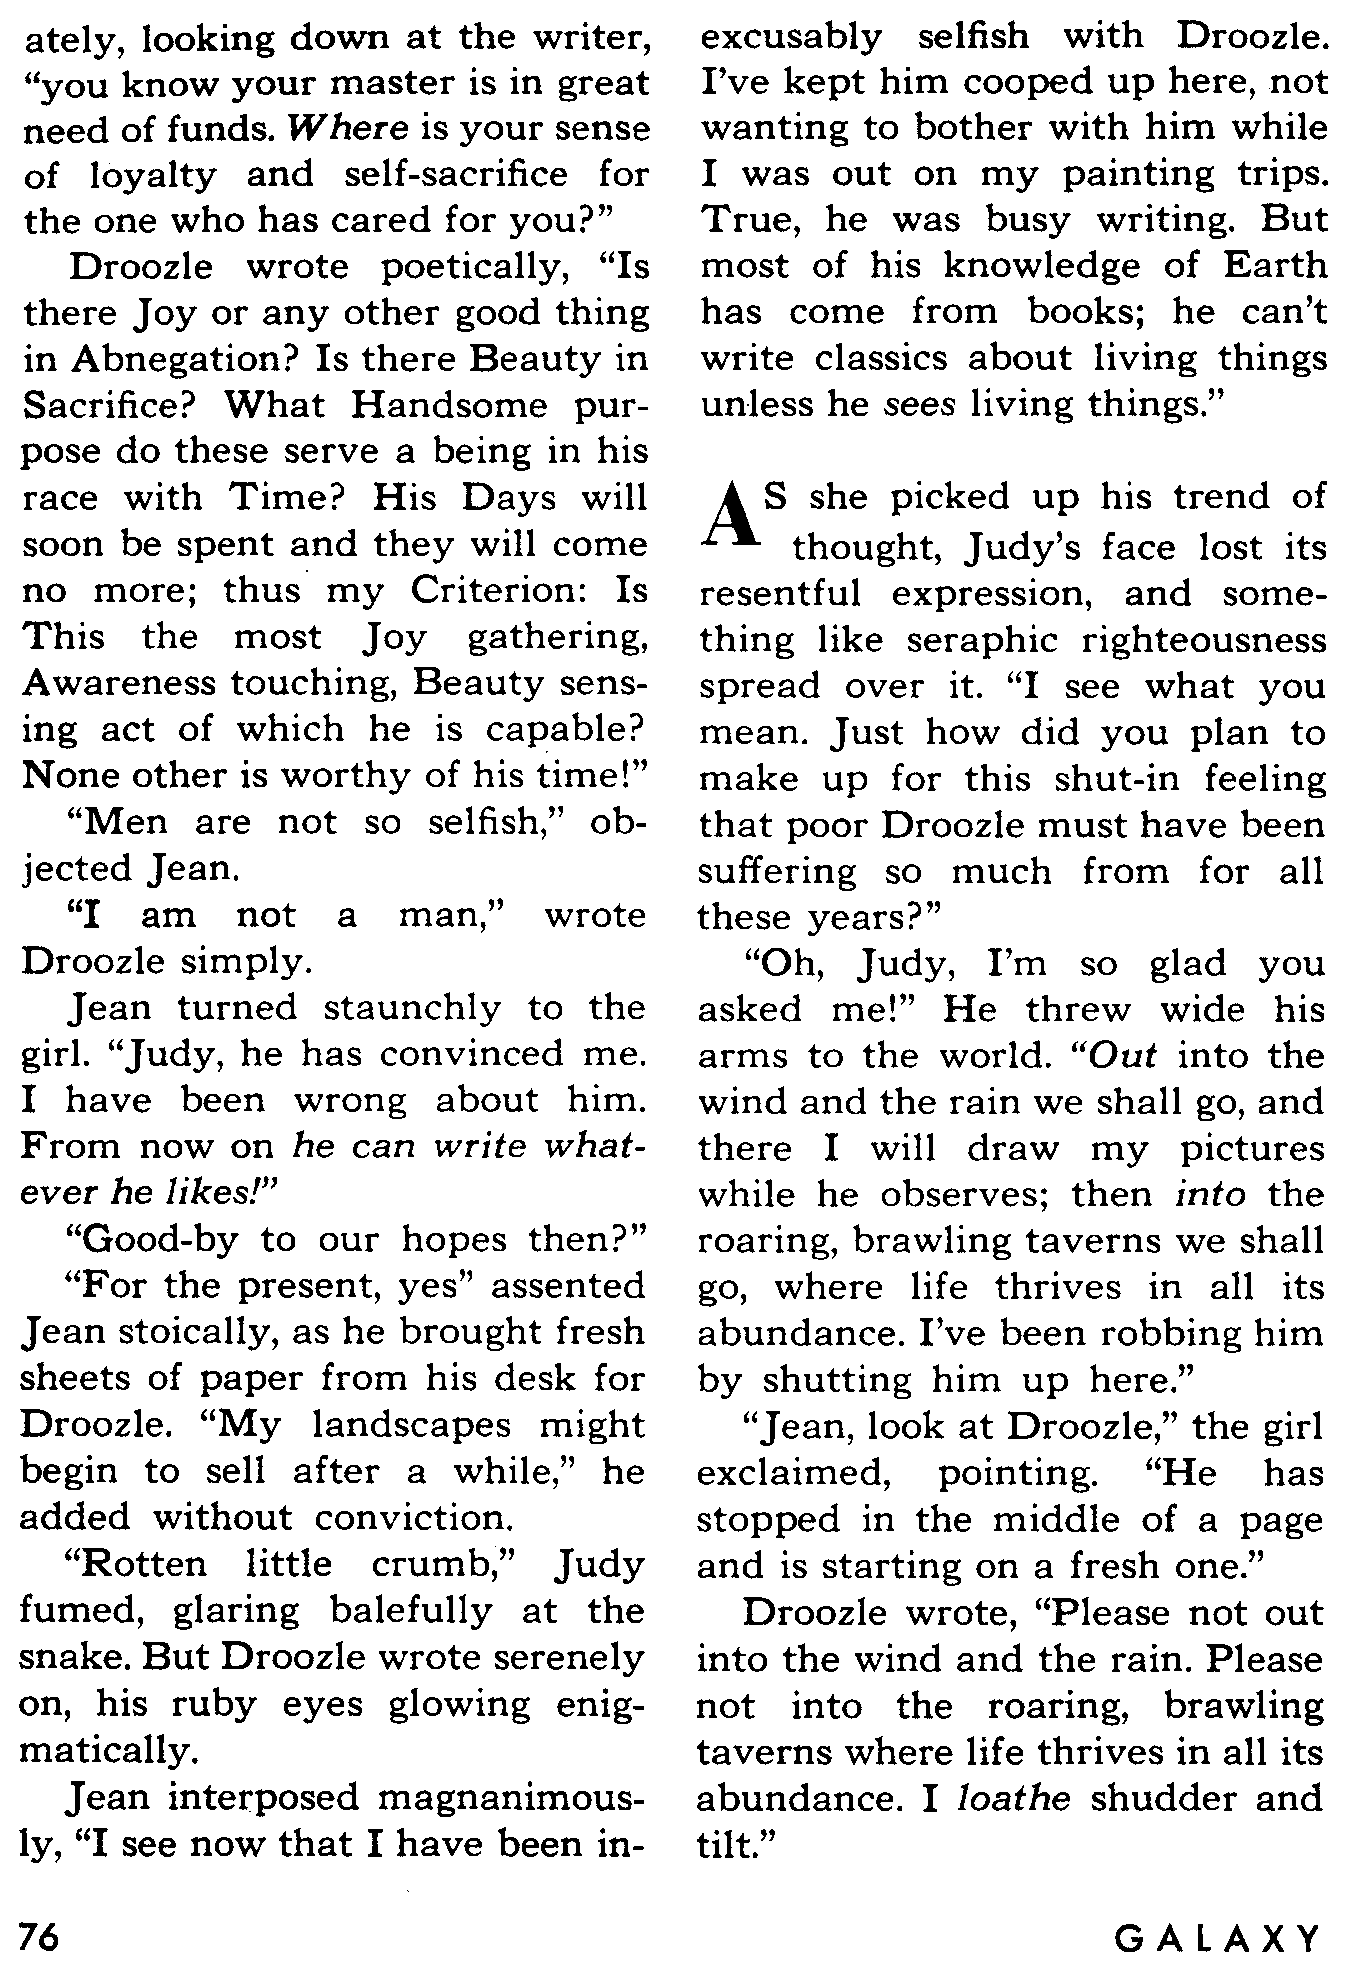 ately, looking down at the writer,
“you know your master is in great
need of funds. Where is your sense
of loyalty and self-sacrifice for
the one who has cared for you?”
Droozle wrote poetically, “Is
there Joy or any other good thing
in Abnegation? Is there Beauty in
Sacrifice? What Handsome pur-
pose do these serve a being in his
race with Time? His Days will
soon be spent and they will come
no more; thus my Criterion: Is
This the most Joy gathering,
Awareness touching, Beauty sens-
ing act of which he is capable?
None other is worthy of his time!”
“Men are not so selfish,” ob-
jected Jean.
“I am not a man,” wrote
Droozle simply.
Jean turned staunchly to the
girl. “Judy, he has convinced me.
I have been wrong about him.
From now on he can write what-
ever he likes!”
“Good-by to our hopes then?”
“For the present, yes” assented
Jean stoically, as he brought fresh
sheets of paper from his desk for
Droozle. “My landscapes might
begin to sell after a while,” he
added without conviction.
“Rotten little crumb,” Judy
fumed, glaring balefully at the
snake. But Droozle wrote serenely
on, his ruby eyes glowing enig-
matically.
Jean interposed magnanimous-
ly, “I see now that I have been in-
excusably selfish with Droozle.
I’ve kept him cooped up here, not
wanting to bother with him while
I was out on my painting trips.
True, he was busy writing. But
most of his knowledge of Earth
has come from books; he can’t
write classics about living things
unless he sees living things.”
AS she picked up his trend of
thought, Judy’s face lost its
resentful expression, and some-
thing like seraphic righteousness
spread over it. “I see what you
mean. Just how did you plan to
make up for this shut-in feeling
that poor Droozle must have been
suffering so much from for all
these years?”
“Oh, Judy, I’m so glad you
asked me!” He threw wide his
arms to the world. “Out into the
wind and the rain we shall go, and
there I will draw my pictures
while he observes; then into the
roaring, brawling taverns we shall
go, where life thrives in all its
abundance. I’ve been robbing him
by shutting him up here.”
“Jean, look at Droozle,” the girl
exclaimed, pointing. “He has
stopped in the middle of a page
and is starting on a fresh one.”
Droozle wrote, “Please not out
into the wind and the rain. Please
not into the roaring, brawling
taverns where life thrives in all its
abundance. I loathe shudder and
tilt.”
76
GALAXY